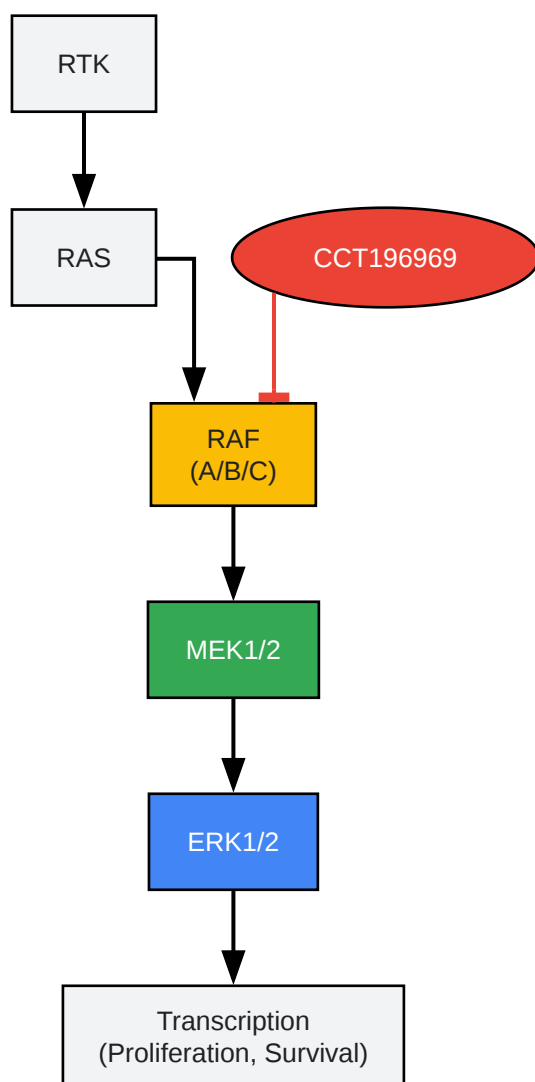 RTK
RAS
CCT196969
RAF
(A/B/C)
MEK1/2
ERK1/2
Transcription
(Proliferation, Survival)